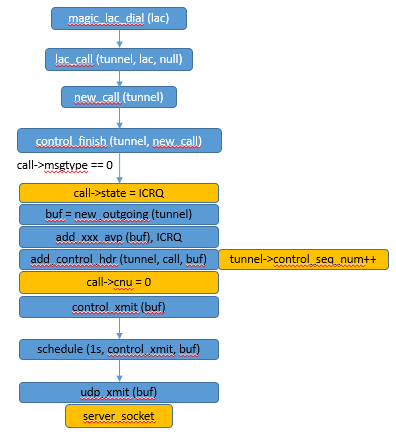 magic_lac_dial (lac)
lac_call (tunnel, lac, null)
new_call (tunnel)
control_finish (tunnel, new_call)
call->msgtype == 0
call->state = ICRQ
buf = new_outgoing (tunnel)
add_xxx_avp (buf), ICRQ
add_control_hdr (tunnel, call, buf)
tunnel->control_seq_num++
call->cnu = 0
control_xmit (buf)
schedule (1s, control_xmit, buf)
udp_xmit (buf)
server_socket